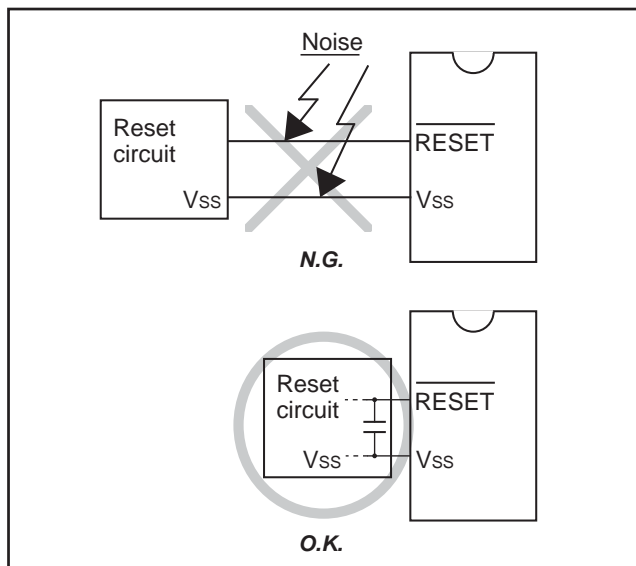 Noise
Reset
circuit
RESET
Vss
Vss
N.G.
Reset
circuit
RESET
Vss
Vss
O.K.